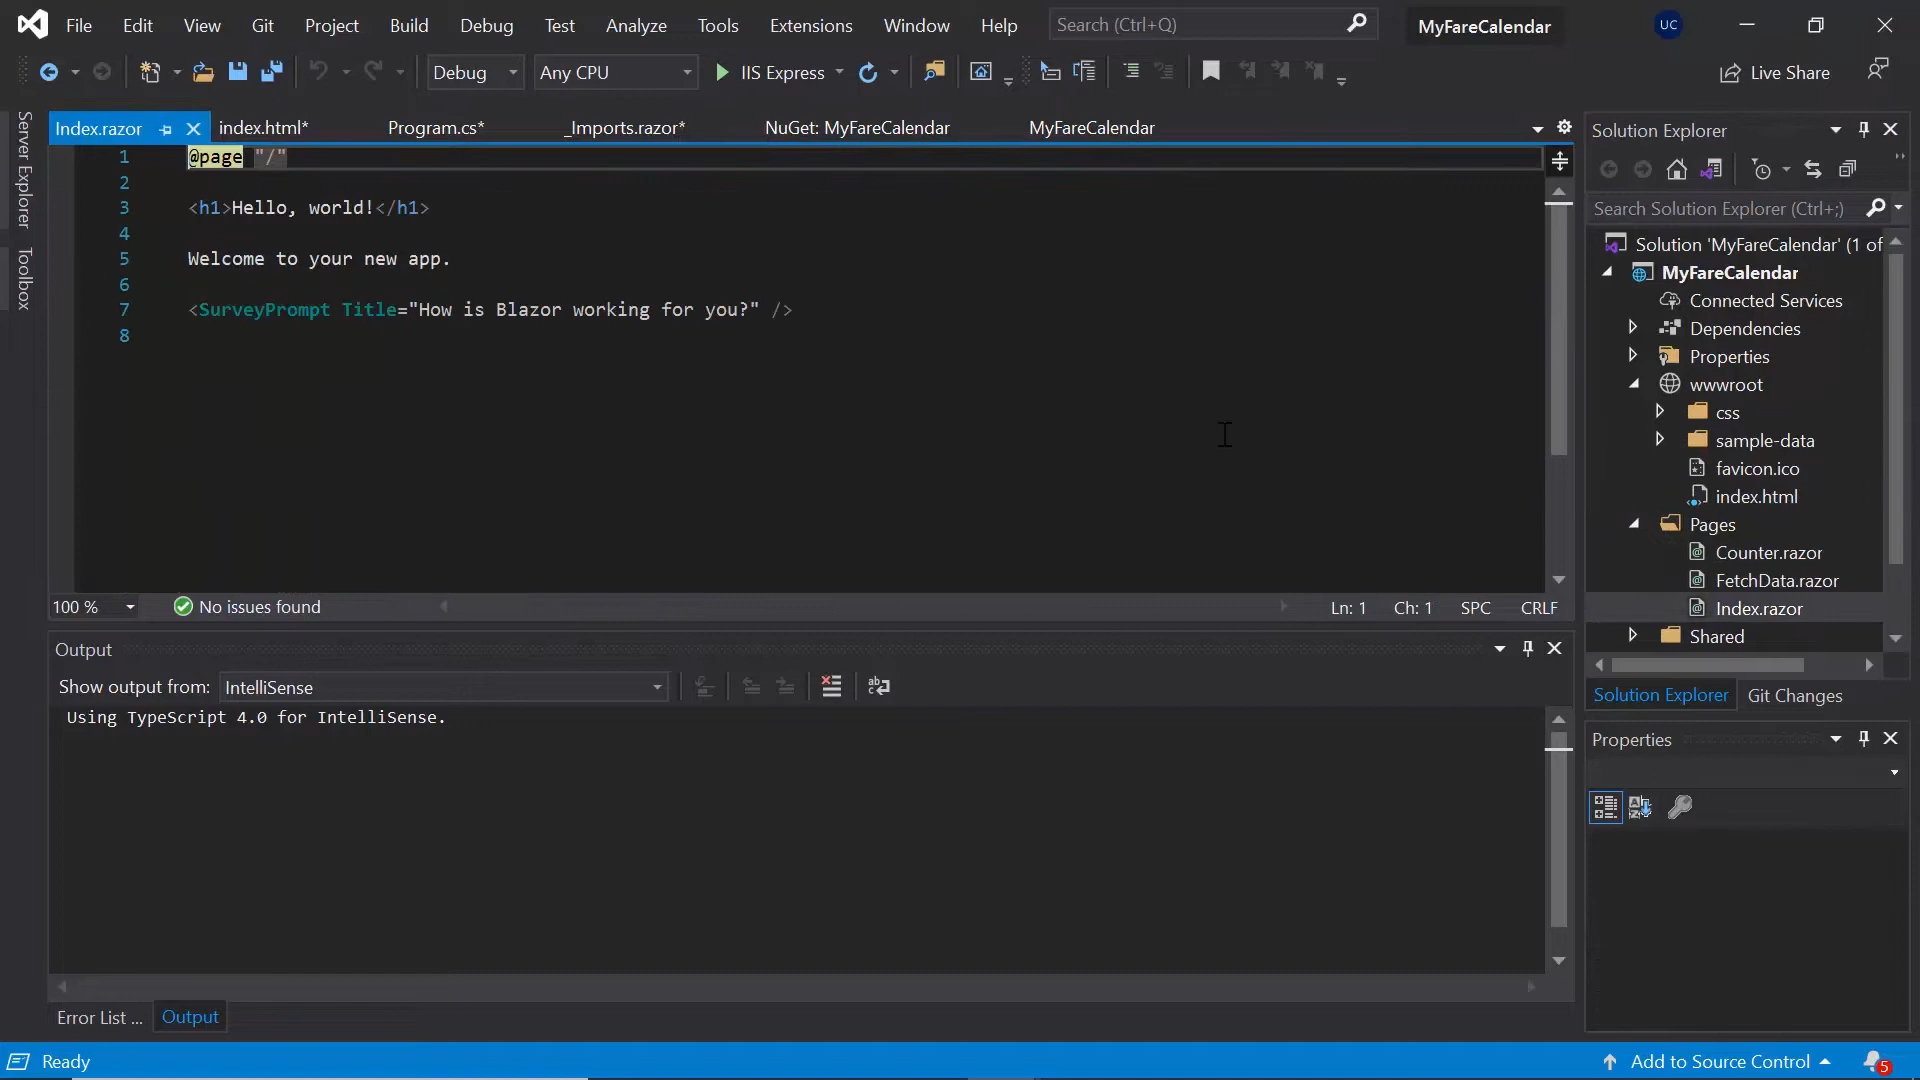 File Edit View Git Project Build Debug Test Analyze Tools Extensions Window Help Search (Ctrl+Q) MyFareCalendar UC
Debug Any CPU IIS Express Live Share
Server Explorer
Toolbox
Index.razor index.html* Program.cs* _Imports.razor* NuGet: MyFareCalendar MyFareCalendar
1 @page "/"
2
3 <h1>Hello, world!</h1>
4
5 Welcome to your new app.
6
7 <SurveyPrompt Title="How is Blazor working for you?" />
8
100 % No issues found Ln: 1 Ch: 1 SPC CRLF
Output
Show output from: IntelliSense
Using TypeScript 4.0 for IntelliSense.
Error List ... Output
Solution Explorer
Search Solution Explorer (Ctrl+;)
Solution 'MyFareCalendar' (1 of
MyFareCalendar
Connected Services
Dependencies
Properties
wwwroot
css
sample-data
favicon.ico
index.html
Pages
Counter.razor
FetchData.razor
Index.razor
Shared
Solution Explorer Git Changes
Properties
Ready Add to Source Control 5